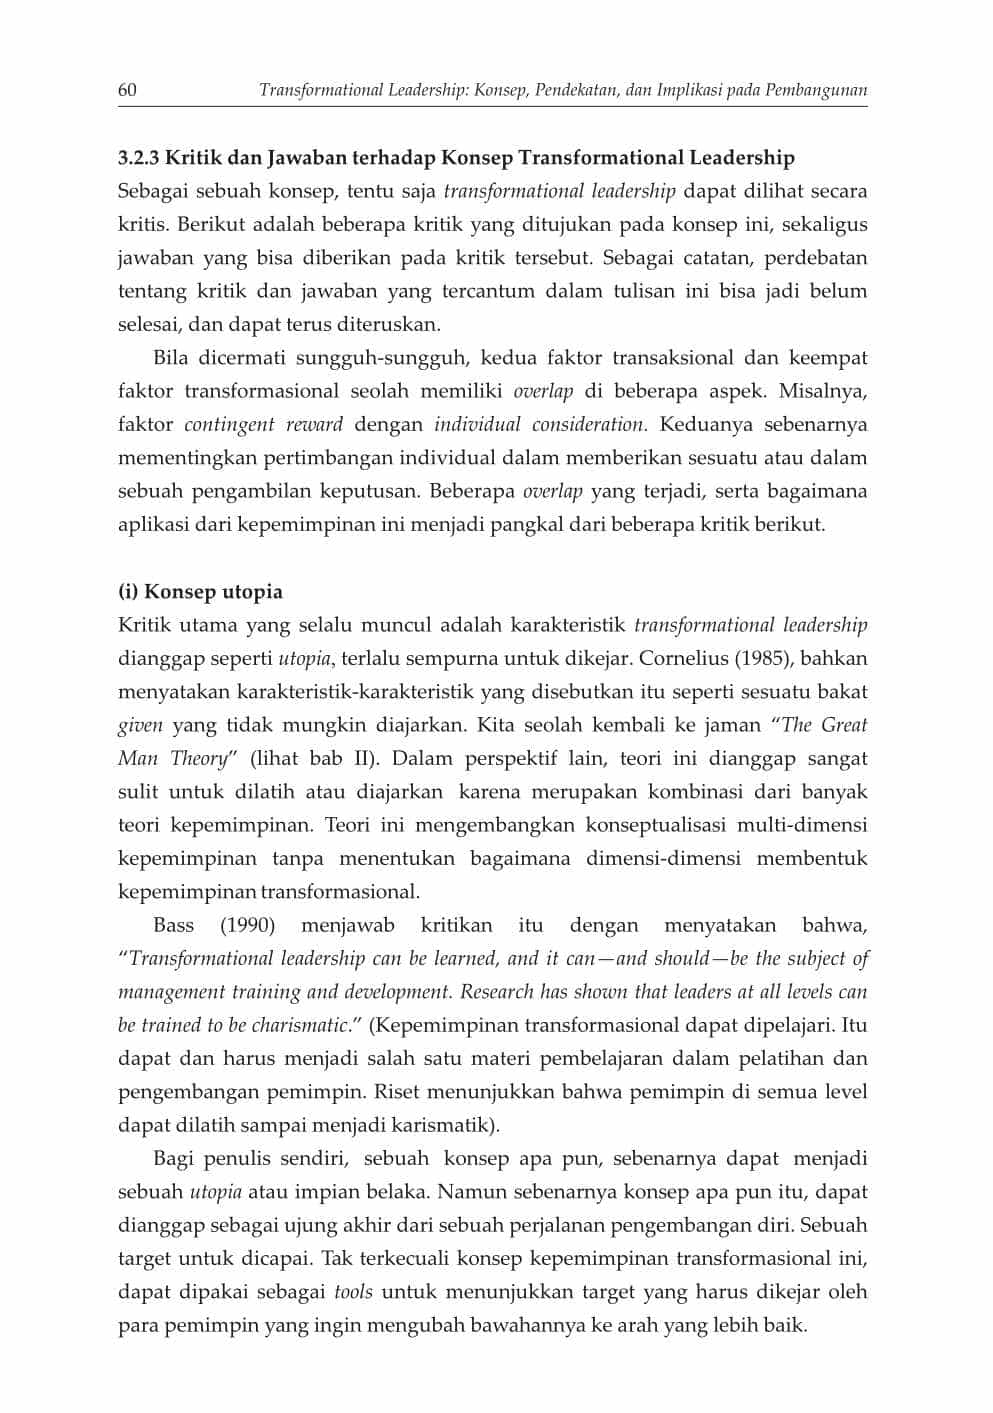 60 Transformational Leadership: Konsep, Pendekatan, dan Implikasi pada Pembangunan
3.2.3 Kritik dan Jawaban terhadap Konsep Transformational Leadership
Sebagai sebuah konsep, tentu saja transformational leadership dapat dilihat secara
kritis. Berikut adalah beberapa kritik yang ditujukan pada konsep ini, sekaligus
jawaban yang bisa diberikan pada kritik tersebut. Sebagai catatan, perdebatan
tentang kritik dan jawaban yang tercantum dalam tulisan ini bisa jadi belum
selesai, dan dapat terus diteruskan.
Bila dicermati sungguh-sungguh, kedua faktor transaksional dan keempat
faktor transformasional seolah memiliki overlap di beberapa aspek. Misalnya,
faktor contingent reward dengan individual consideration. Keduanya sebenarnya
mementingkan pertimbangan individual dalam memberikan sesuatu atau dalam
sebuah pengambilan keputusan. Beberapa overlap yang terjadi, serta bagaimana
aplikasi dari kepemimpinan ini menjadi pangkal dari beberapa kritik berikut.
(i) Konsep utopia
Kritik utama yang selalu muncul adalah karakteristik transformational leadership
dianggap seperti utopia, terlalu sempurna untuk dikejar. Cornelius (1985), bahkan
menyatakan karakteristik-karakteristik yang disebutkan itu seperti sesuatu bakat
given yang tidak mungkin diajarkan. Kita seolah kembali ke jaman “The Great
Man Theory” (lihat bab II). Dalam perspektif lain, teori ini dianggap sangat
sulit untuk dilatih atau diajarkan karena merupakan kombinasi dari banyak
teori kepemimpinan. Teori ini mengembangkan konseptualisasi multi-dimensi
kepemimpinan tanpa menentukan bagaimana dimensi-dimensi membentuk
kepemimpinan transformasional.
Bass (1990) menjawab kritikan itu dengan menyatakan bahwa,
“Transformational leadership can be learned, and it can—and should—be the subject of
management training and development. Research has shown that leaders at all levels can
be trained to be charismatic.” (Kepemimpinan transformasional dapat dipelajari. Itu
dapat dan harus menjadi salah satu materi pembelajaran dalam pelatihan dan
pengembangan pemimpin. Riset menunjukkan bahwa pemimpin di semua level
dapat dilatih sampai menjadi karismatik).
Bagi penulis sendiri, sebuah konsep apa pun, sebenarnya dapat menjadi
sebuah utopia atau impian belaka. Namun sebenarnya konsep apa pun itu, dapat
dianggap sebagai ujung akhir dari sebuah perjalanan pengembangan diri. Sebuah
target untuk dicapai. Tak terkecuali konsep kepemimpinan transformasional ini,
dapat dipakai sebagai tools untuk menunjukkan target yang harus dikejar oleh
para pemimpin yang ingin mengubah bawahannya ke arah yang lebih baik.